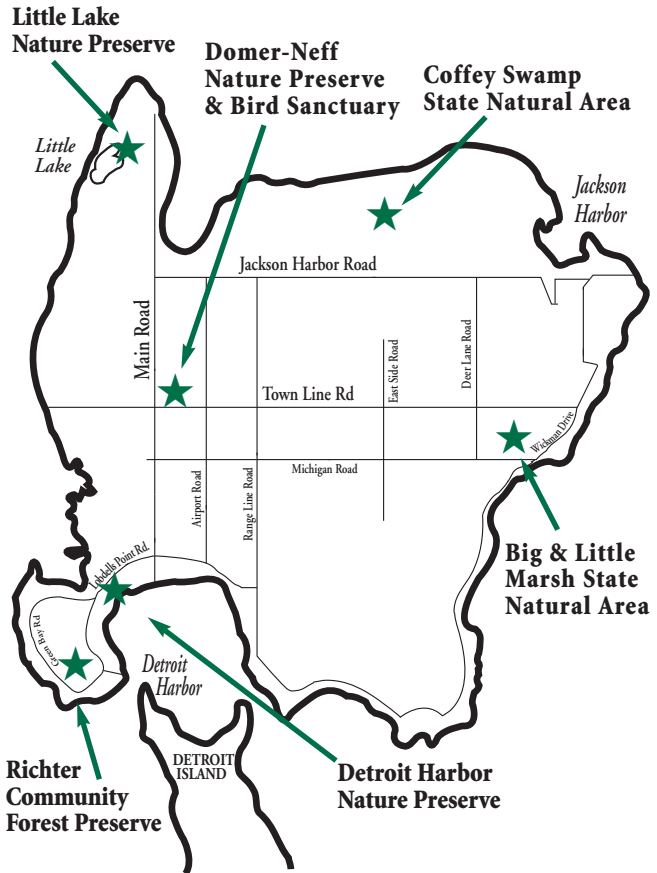 Little Lake
Nature Preserve
Domer-Neff
Nature Preserve
& Bird Sanctuary
Coffey Swamp
State Natural Area
Little
Lake
Jackson
Harbor
Jackson Harbor Road
Main Road
East Side Road
Deer Lane Road
Town Line Rd
Wickman Drive
Michigan Road
Airport Road
Range Line Road
Lobdells Point Rd.
Big & Little
Marsh State
Natural Area
Green Bay Rd
Detroit
Harbor
DETROIT
ISLAND
Richter
Community
Forest Preserve
Detroit Harbor
Nature Preserve